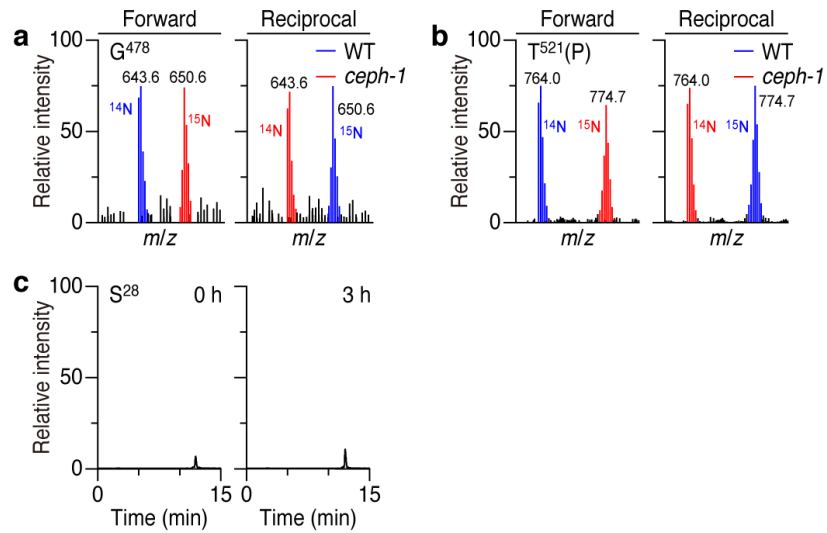 a
Forward
Reciprocal
Relative intensity
100
50
0
G⁴⁷⁸
643.6
650.6
¹⁴N
¹⁵N
WT
ceph-1
643.6
650.6
¹⁴N
¹⁵N
m/z
m/z
b
Forward
Reciprocal
Relative intensity
100
50
0
T⁵²¹(P)
764.0
774.7
¹⁴N
¹⁵N
WT
ceph-1
764.0
774.7
¹⁴N
¹⁵N
m/z
m/z
c
Relative intensity
100
50
0
S²⁸
0 h
3 h
0
15
0
15
Time (min)
Time (min)